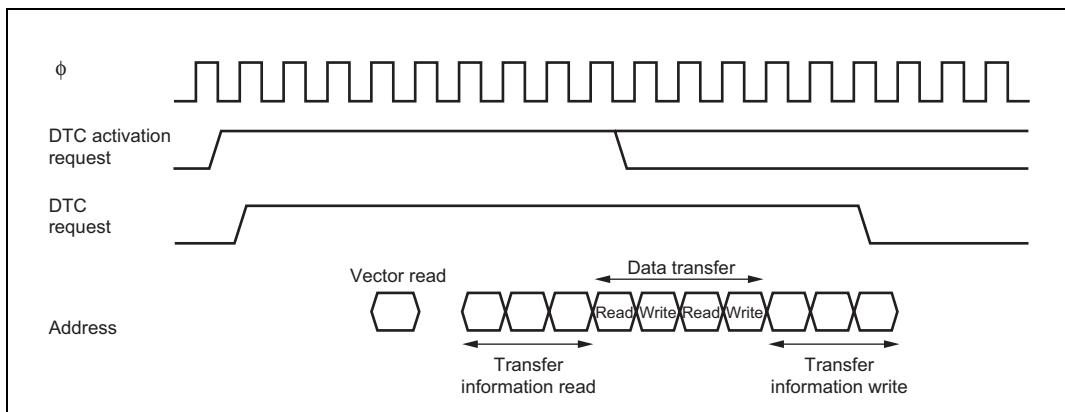 ϕ
DTC activation
request
DTC
request
Vector read
Data transfer
Address
Read Write Read Write
Transfer
information read
Transfer
information write